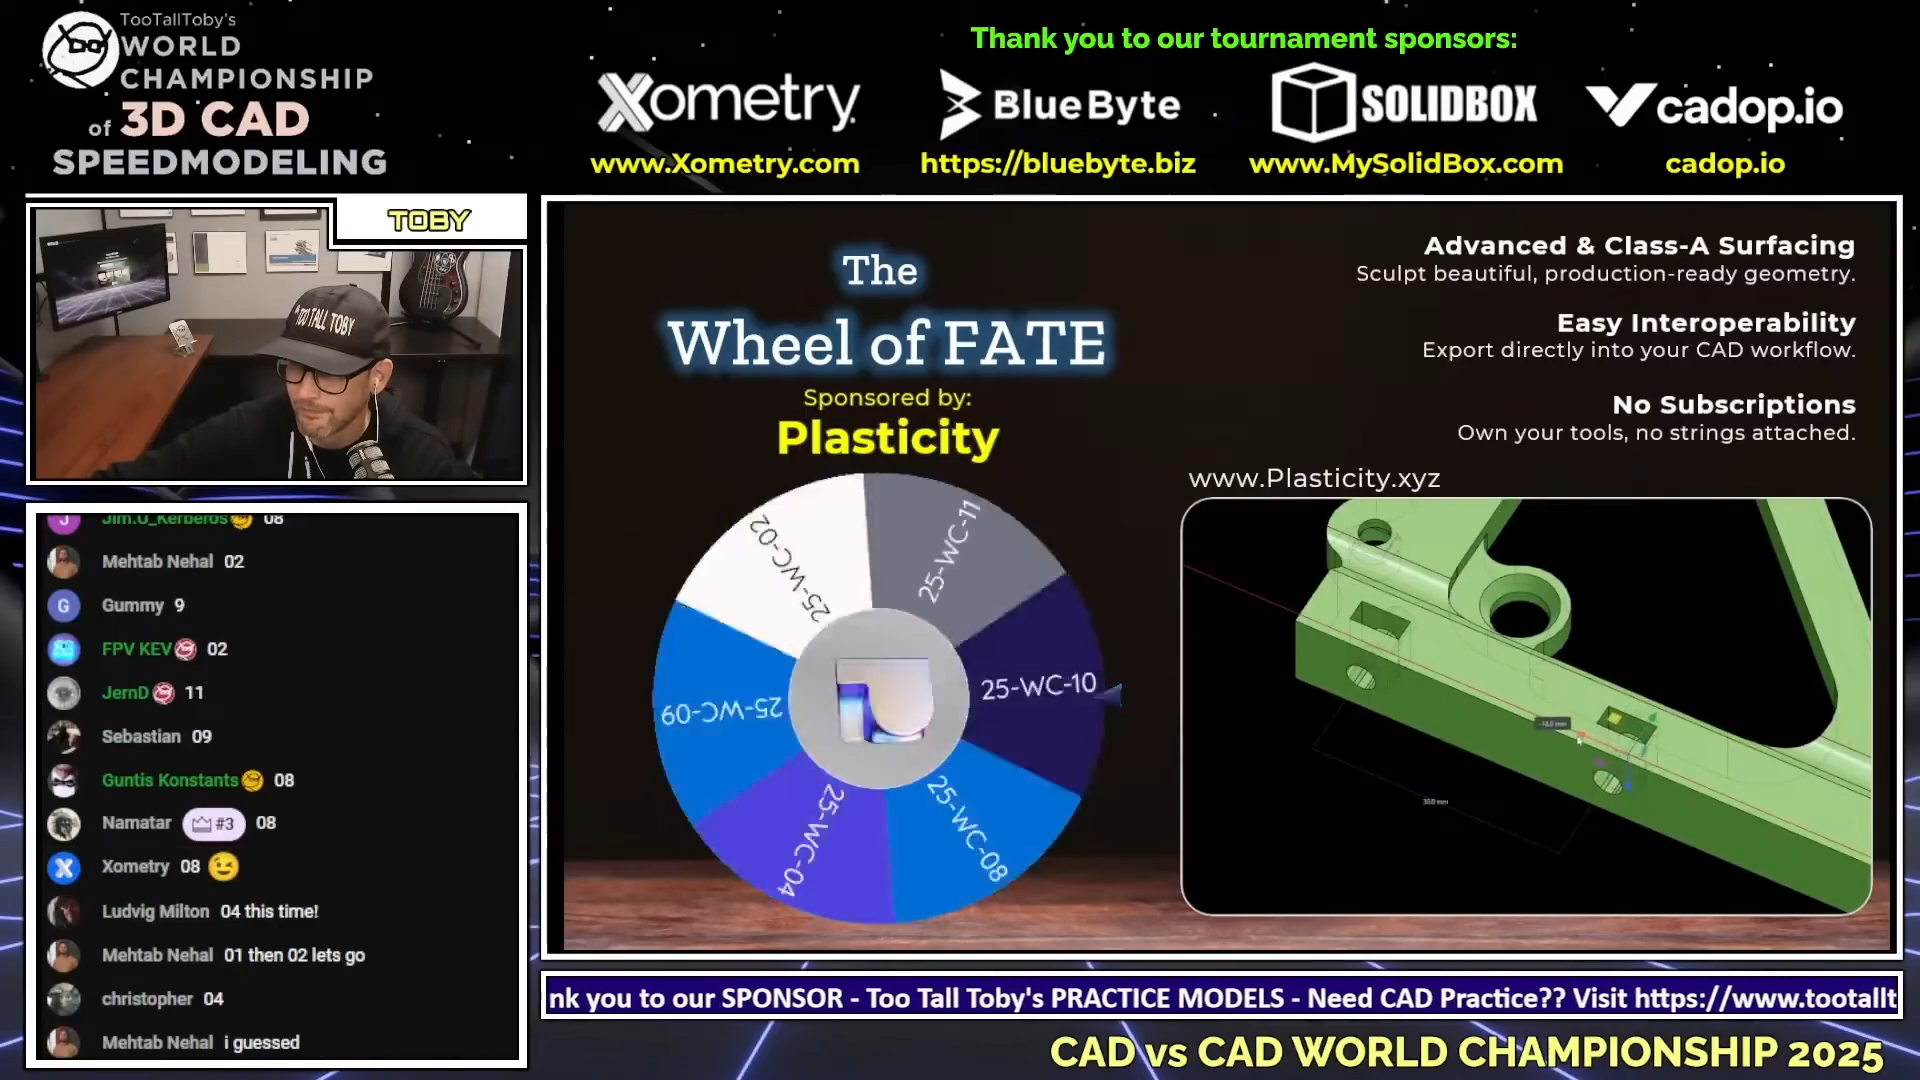 TooTallToby's
WORLD
CHAMPIONSHIP
of 3D CAD
SPEEDMODELING
Thank you to our tournament sponsors:
Xometry
BlueByte
SOLIDBOX
cadop.io
www.Xometry.com
https://bluebyte.biz
www.MySolidBox.com
cadop.io
TOBY
TOO TALL TOBY
Jim.O_Kerberos 08
Mehtab Nehal 02
G
Gummy 9
FPV KEV 02
JernD 11
Sebastian 09
Guntis Konstants 08
Namatar #3 08
Xometry 08
Ludvig Milton 04 this time!
Mehtab Nehal 01 then 02 lets go
christopher 04
Mehtab Nehal i guessed
The
Wheel of FATE
Sponsored by:
Plasticity
25-WC-02
25-WC-11
25-WC-10
25-WC-08
25-WC-04
25-WC-09
Advanced & Class-A Surfacing
Sculpt beautiful, production-ready geometry.
Easy Interoperability
Export directly into your CAD workflow.
No Subscriptions
Own your tools, no strings attached.
www.Plasticity.xyz
nk you to our SPONSOR - Too Tall Toby's PRACTICE MODELS - Need CAD Practice?? Visit https://www.tootallt
CAD vs CAD WORLD CHAMPIONSHIP 2025